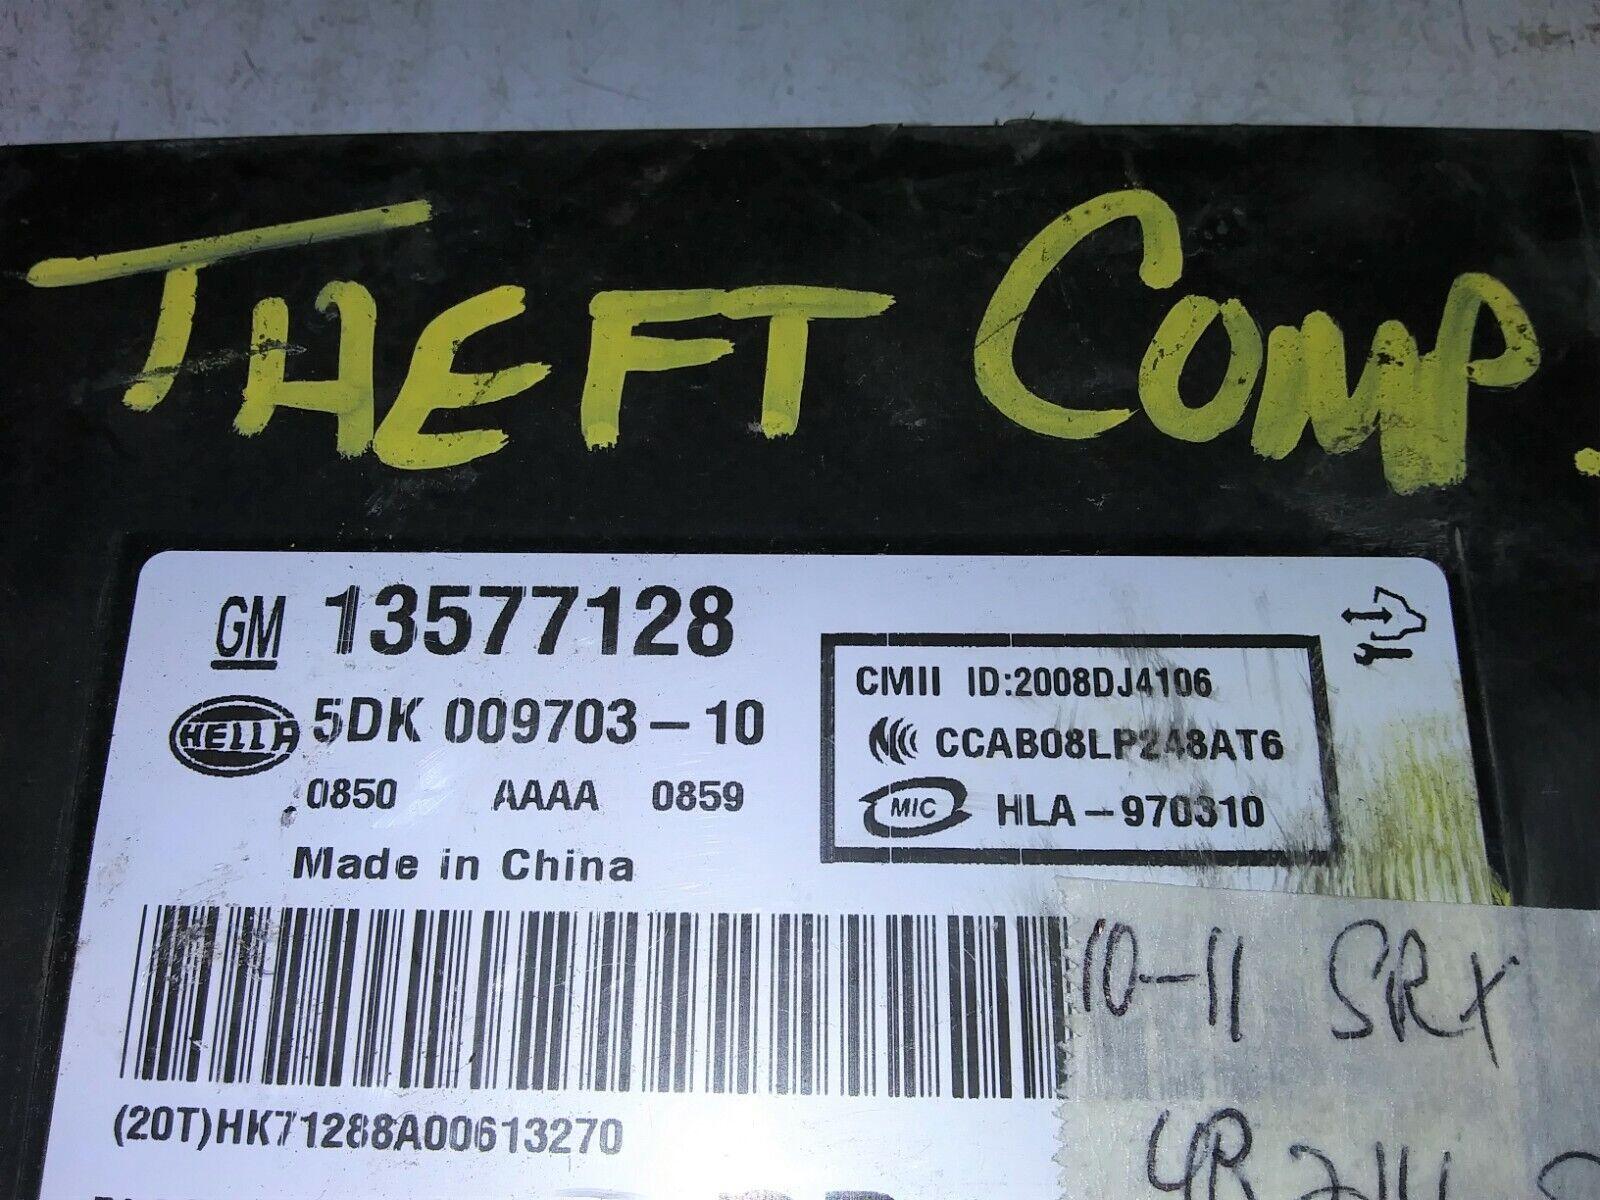 THEFT COMP.
GM 13577128
HELLA 5DK 009703-10
0850 AAAA 0859
Made in China
CMII ID:2008DJ4106
CCAB08LP248AT6
MIC HLA-970310
(20T)HK71288A00613270
10-11 SRX